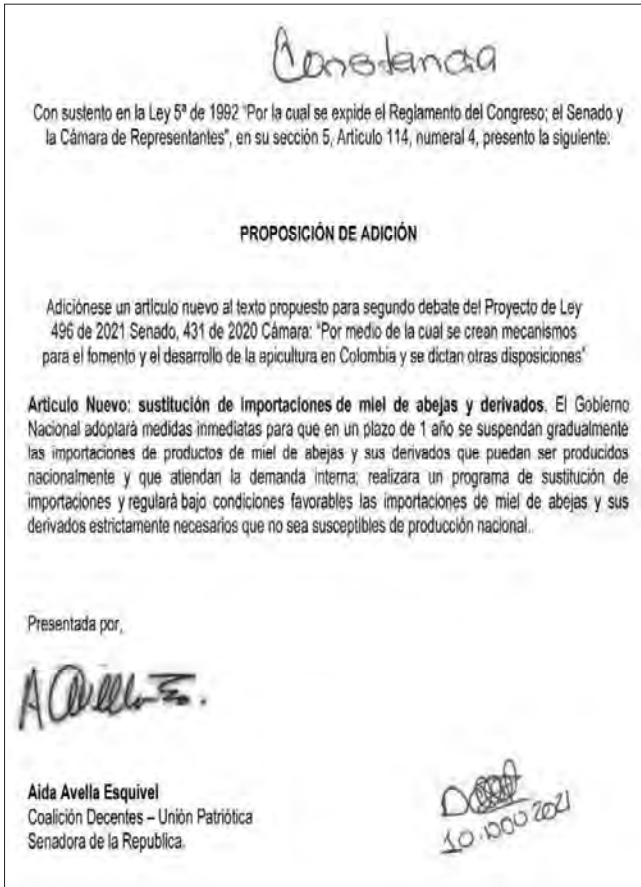 Constancia
Con sustento en la Ley 5ª de 1992 "Por la cual se expide el Reglamento del Congreso; el Senado y
la Cámara de Representantes", en su sección 5, Articulo 114, numeral 4, presento la siguiente:
PROPOSICIÓN DE ADICIÓN
Adiciónese un articulo nuevo al texto propuesto para segundo debate del Proyecto de Ley
496 de 2021 Senado, 431 de 2020 Cámara: "Por medio de la cual se crean mecanismos
para el fomento y el desarrollo de la apicultura en Colombia y se dictan otras disposiciones"
Articulo Nuevo: sustitución de importaciones de miel de abejas y derivados. El Gobierno
Nacional adoptará medidas inmediatas para que en un plazo de 1 año se suspendan gradualmente
las importaciones de productos de miel de abejas y sus derivados que puedan ser producidos
nacionalmente y que atiendan la demanda interna; realizara un programa de sustitución de
importaciones y regulará bajo condiciones favorables las importaciones de miel de abejas y sus
derivados estrictamente necesarios que no sea susceptibles de producción nacional..
Presentada por,
Aida Avella Esquivel
Coalición Decentes – Unión Patriótica
Senadora de la Republica.
10.nov 2021